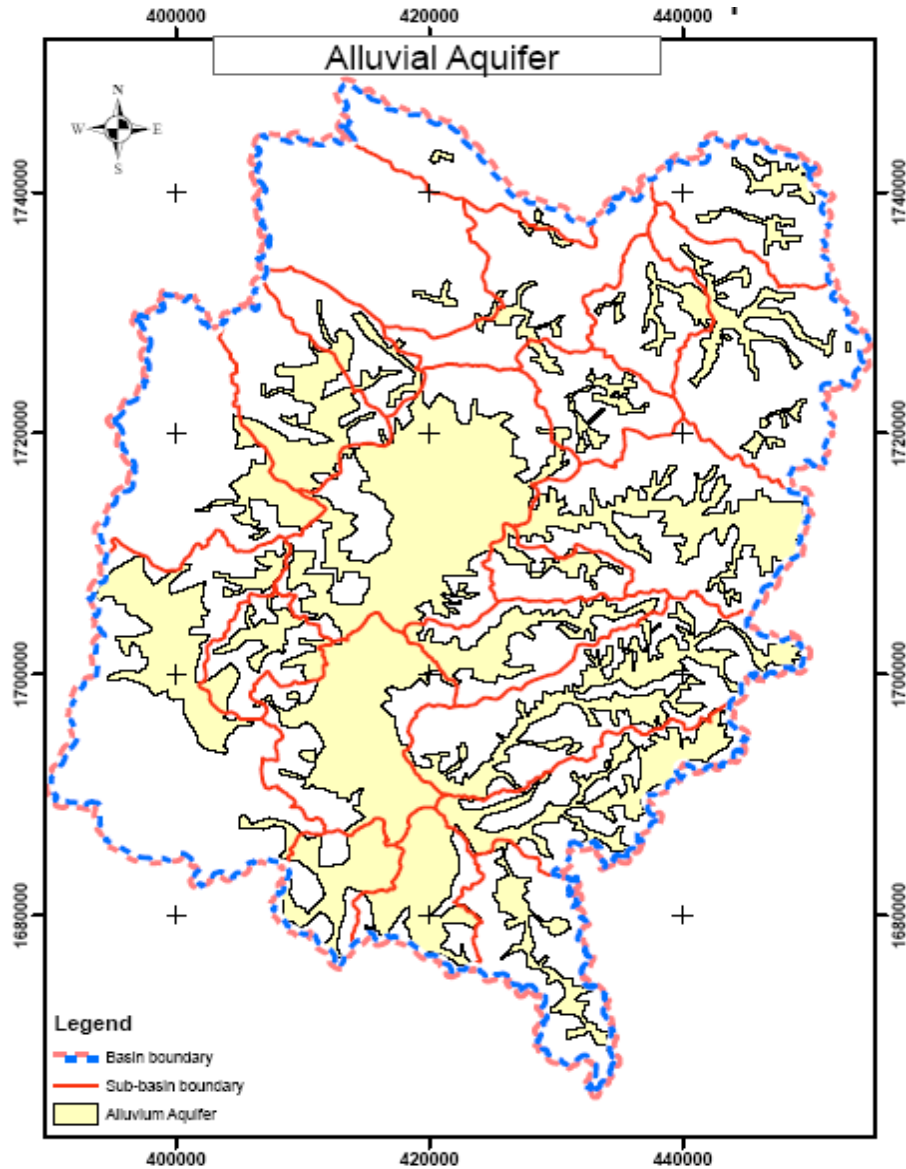 400000 420000 440000
Alluvial Aquifer
N
W E
S
1740000 1740000
1720000 1720000
1700000 1700000
1680000 1680000
Legend
Basin boundary
Sub-basin boundary
Alluvium Aquifer
400000 420000 440000